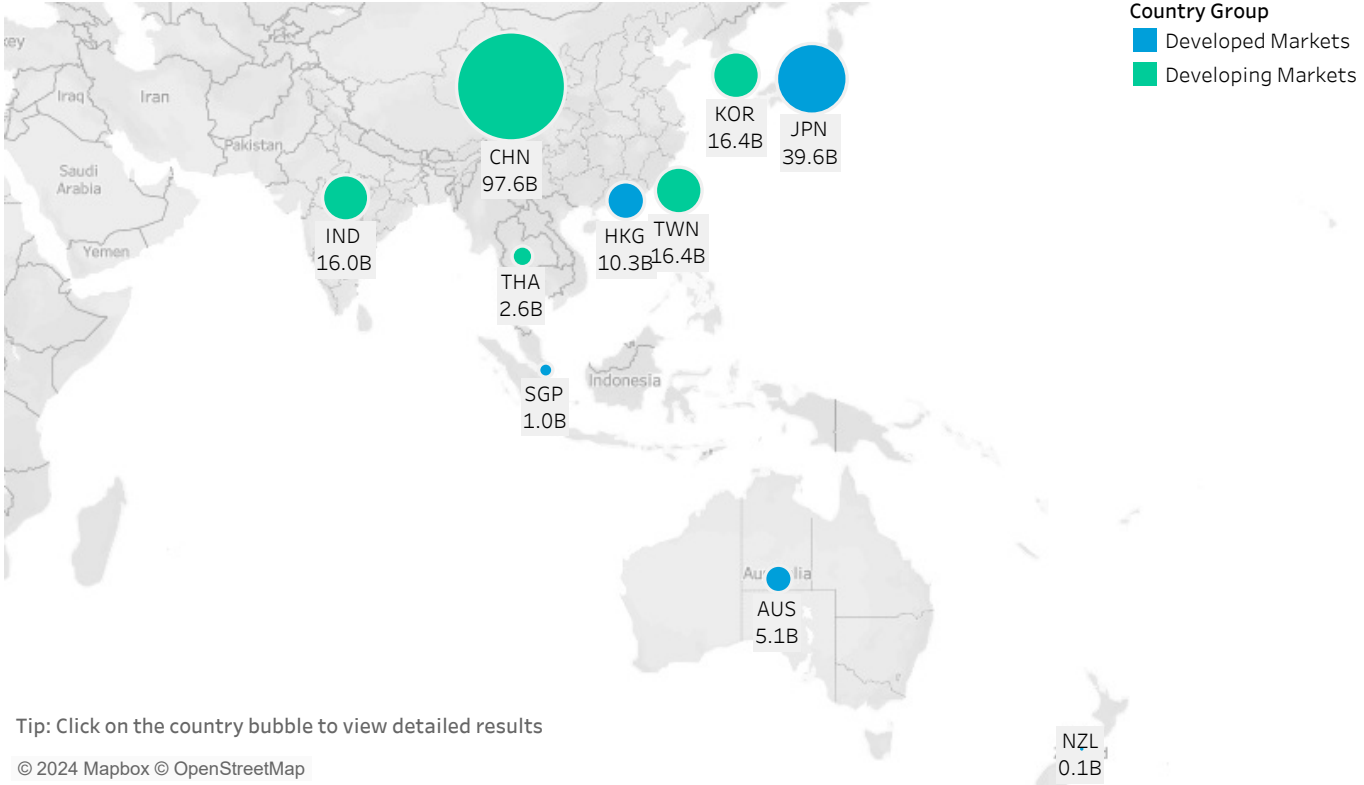 Country Group
Developed Markets
Developing Markets
Iraq
Iran
Pakistan
Saudi
Arabia
Yemen
CHN
97.6B
KOR
16.4B
JPN
39.6B
IND
16.0B
HKG
10.3B
TWN
16.4B
THA
2.6B
SGP
1.0B
Indonesia
AUS
5.1B
NZL
0.1B
Tip: Click on the country bubble to view detailed results
© 2024 Mapbox © OpenStreetMap